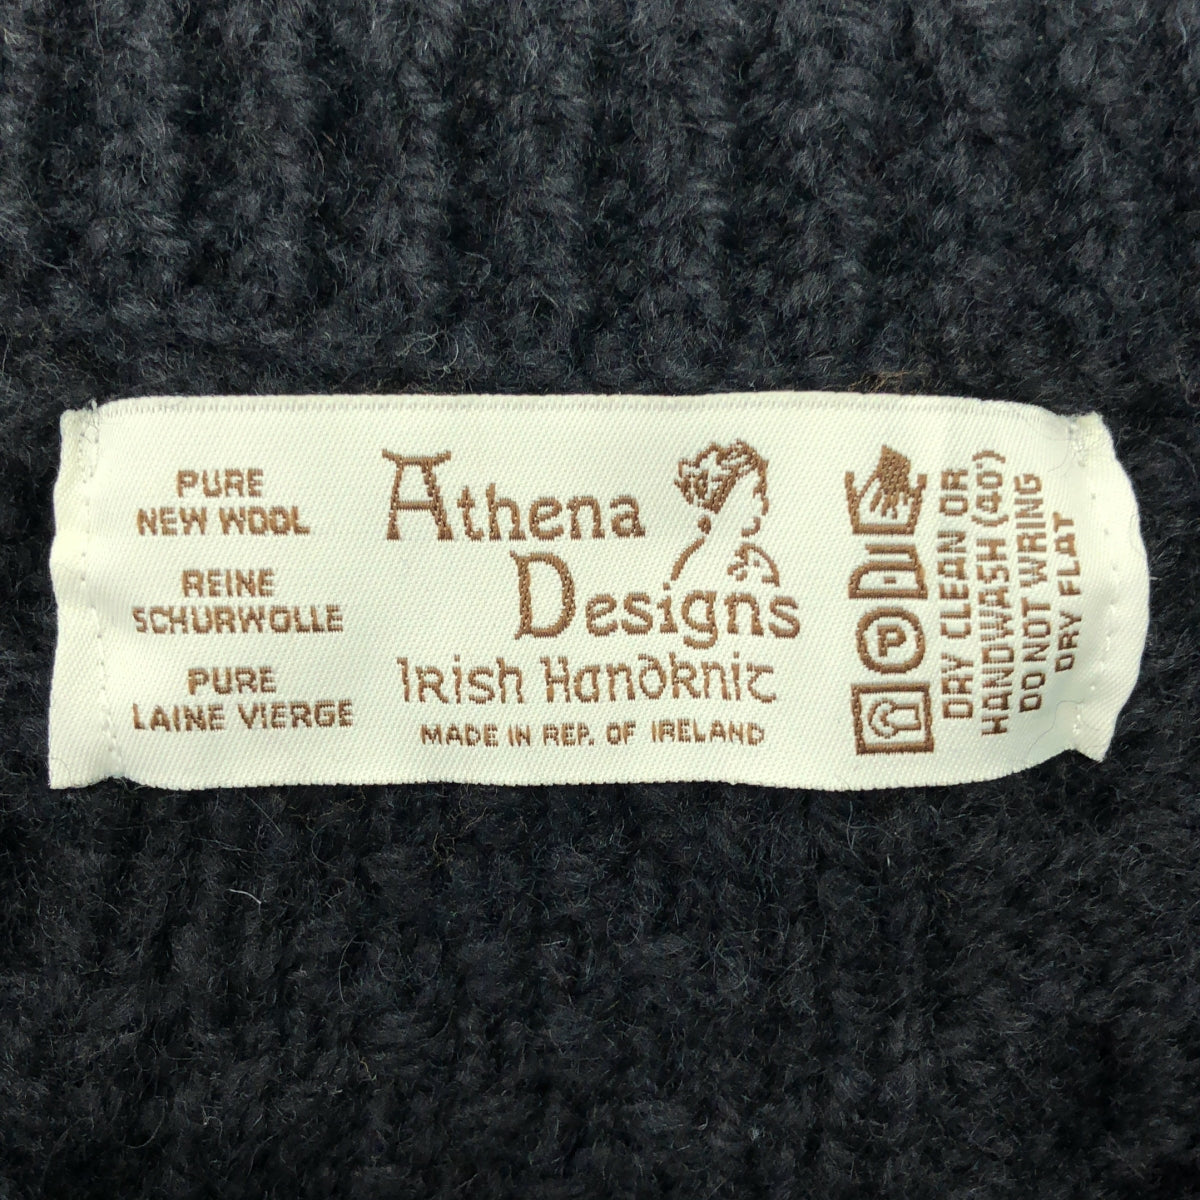 PURE
NEW WOOL
REINE
SCHURWOLLE
PURE
LAINE VIERGE
Athena
Designs
Irish Handknit
MADE IN REP. OF IRELAND
P
DRY CLEAN OR
HANDWASH (40°)
DO NOT WRING
DRY FLAT